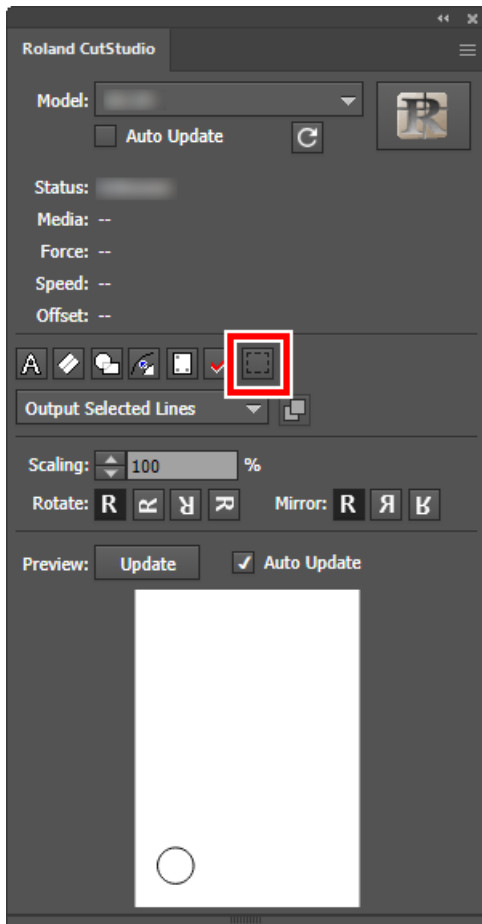 Roland CutStudio
Model:
Auto Update
Status:
Media: --
Force: --
Speed: --
Offset: --
A
Output Selected Lines
Scaling: 100 %
Rotate: R R R R Mirror: R R R
Preview: Update Auto Update